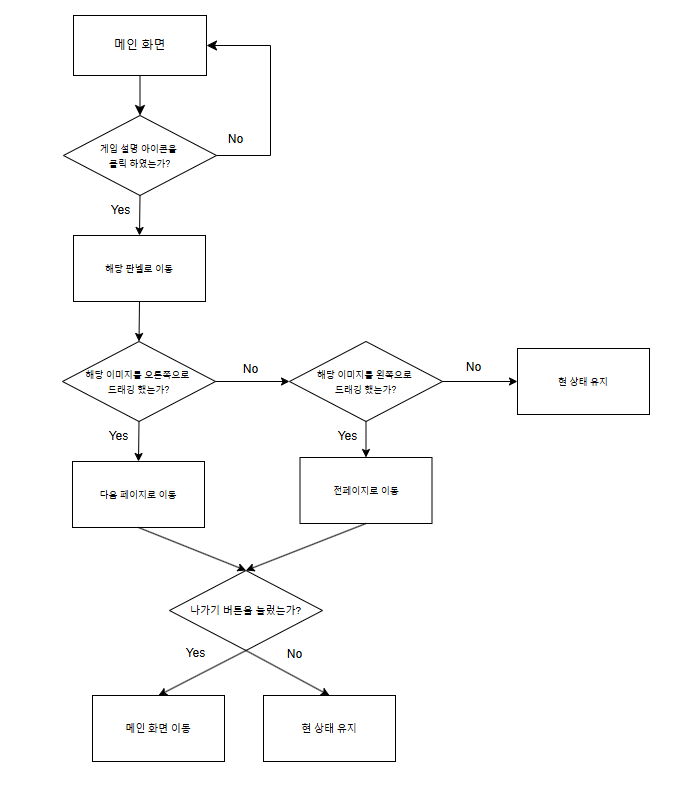 메인 화면
게임 설명 아이콘을
클릭 하였는가?
No
Yes
해당 판넬로 이동
해당 이미지를 오른쪽으로
드래깅 했는가?
No
해당 이미지를 왼쪽으로
드래깅 했는가?
No
현 상태 유지
Yes
Yes
다음 페이지로 이동
전페이지로 이동
나가기 버튼을 눌렀는가?
Yes
No
메인 화면 이동
현 상태 유지